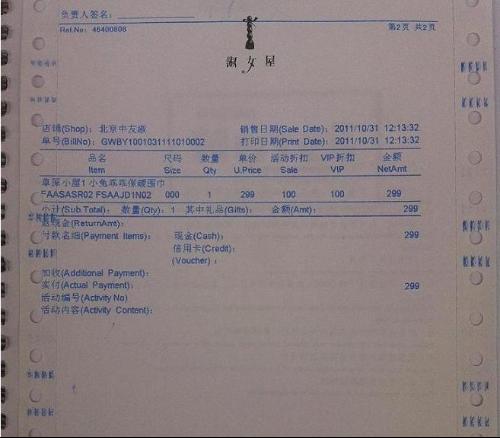 负责人签名：
Ref.No: 46400806 第2页 共2页
淑女屋
店铺(Shop): 北京中友廠 销售日期(Sale Date): 2011/10/31 12:13:32
单号(BillNo): GWBY1001031111010002 打印日期(Print Date): 2011/10/31 12:13:32
品名 尺码 数量 单价 活动折扣 VIP折扣 金额
Item Size Qty U.Price Sale VIP NetAmt
草深小屋1 小兔乖乖保暖围巾
FAASASR02 FSAAJD1N02 000 1 299 100 100 299
小计(Sub Total): 数量(Qty): 1 其中礼品(Gifts): 金额(Amt): 299
返现金(ReturnAmt):
付款名细(Payment Items): 现金(Cash): 299
信用卡(Credit):
(Voucher):
加收(Additional Payment):
实付(Actual Payment): 299
活动编号(Activity No)
活动内容(Activity Content):